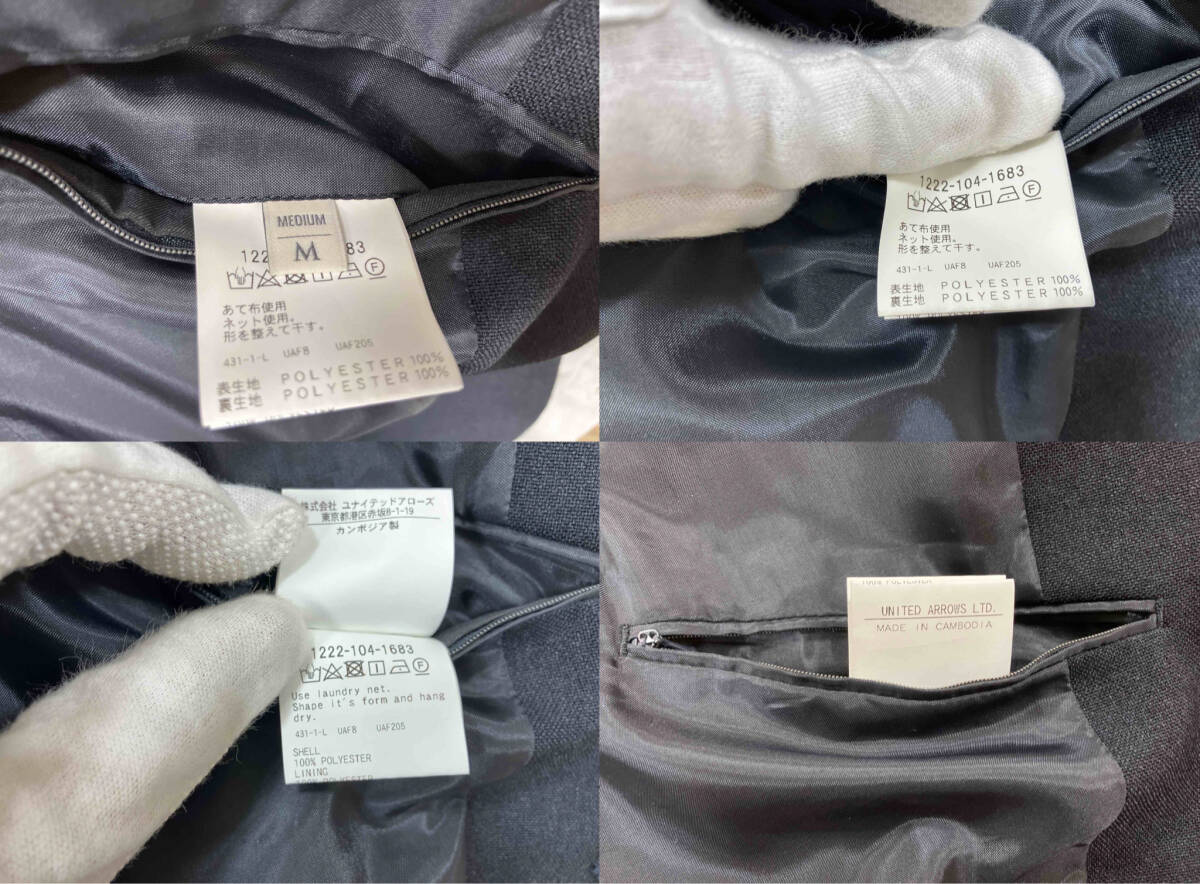 MEDIUM
M
122 83
あて布使用
ネット使用。
形を整えて干す。
431-1-L UAF8 UAF205
表生地 POLYESTER 100%
裏生地 POLYESTER 100%
1222-104-1683
あて布使用
ネット使用。
形を整えて干す。
431-1-L UAF8 UAF205
表生地 POLYESTER 100%
裏生地 POLYESTER 100%
株式会社 ユナイテッドアローズ
東京都港区赤坂8-1-19
カンボジア製
1222-104-1683
Use laundry net.
Shape it's form and hang
dry.
431-1-L UAF8 UAF205
SHELL
100% POLYESTER
LINING
100% POLYESTER
100% POLYESTER
UNITED ARROWS LTD.
MADE IN CAMBODIA